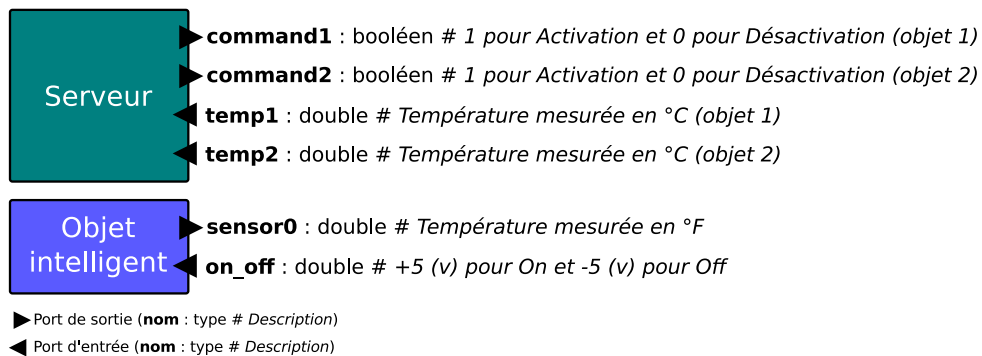 command1 : booléen # 1 pour Activation et 0 pour Désactivation (objet 1)
command2 : booléen # 1 pour Activation et 0 pour Désactivation (objet 2)
Serveur
temp1 : double # Température mesurée en °C (objet 1)
temp2 : double # Température mesurée en °C (objet 2)
Objet
intelligent
sensor0 : double # Température mesurée en °F
on_off : double # +5 (v) pour On et -5 (v) pour Off
Port de sortie (nom : type # Description)
Port d'entrée (nom : type # Description)